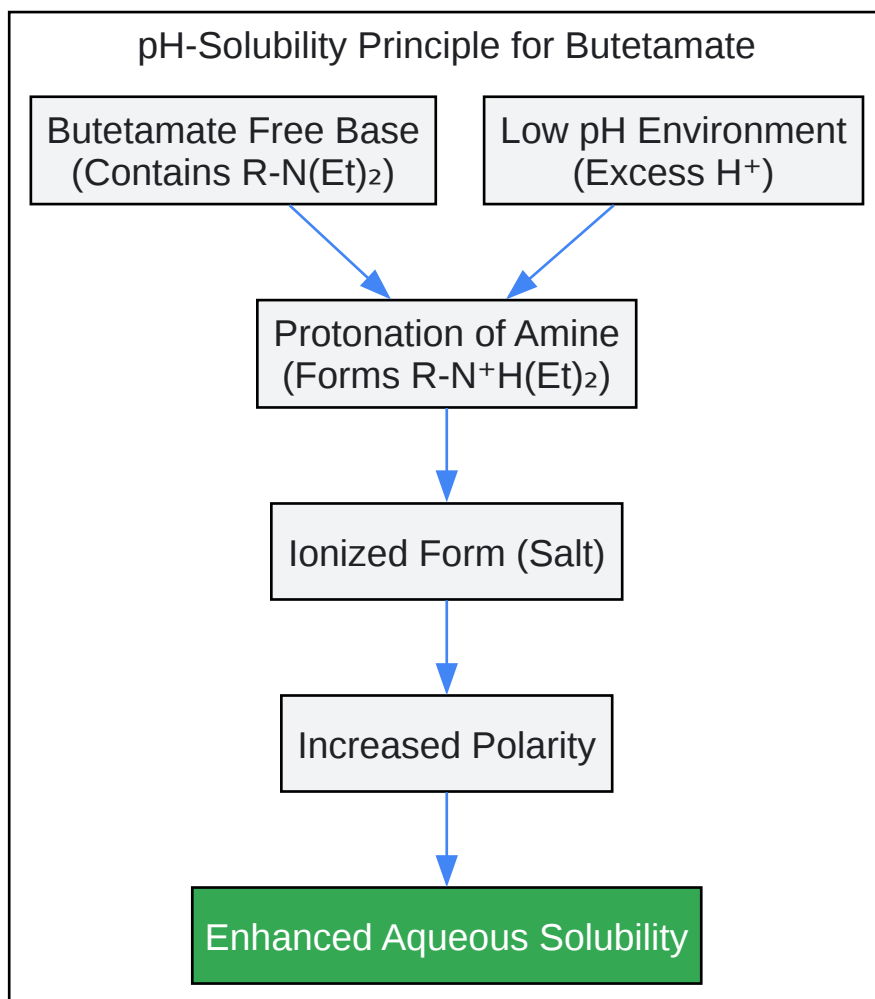 pH-Solubility Principle for Butetamate
Butetamate Free Base
(Contains R-N(Et)₂)
Low pH Environment
(Excess H⁺)
Protonation of Amine
(Forms R-N⁺H(Et)₂)
Ionized Form (Salt)
Increased Polarity
Enhanced Aqueous Solubility